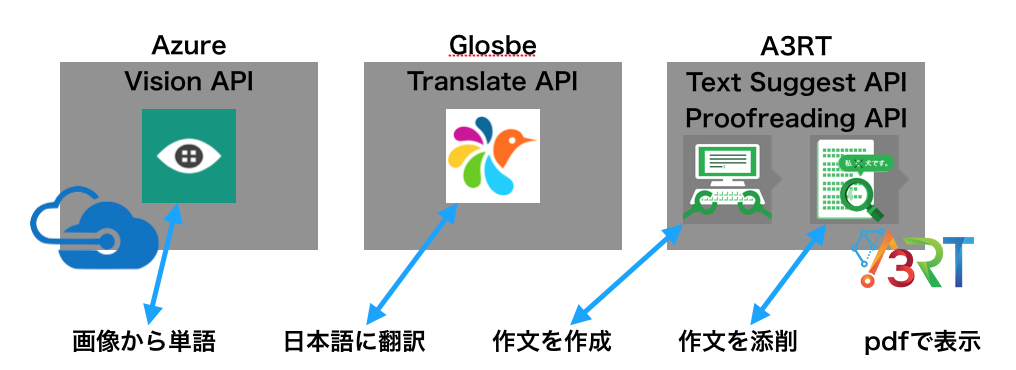 Azure
Vision API
Glosbe
Translate API
A3RT
Text Suggest API
Proofreading API
私は犬です。
A3RT
画像から単語
日本語に翻訳
作文を作成
作文を添削
pdfで表示